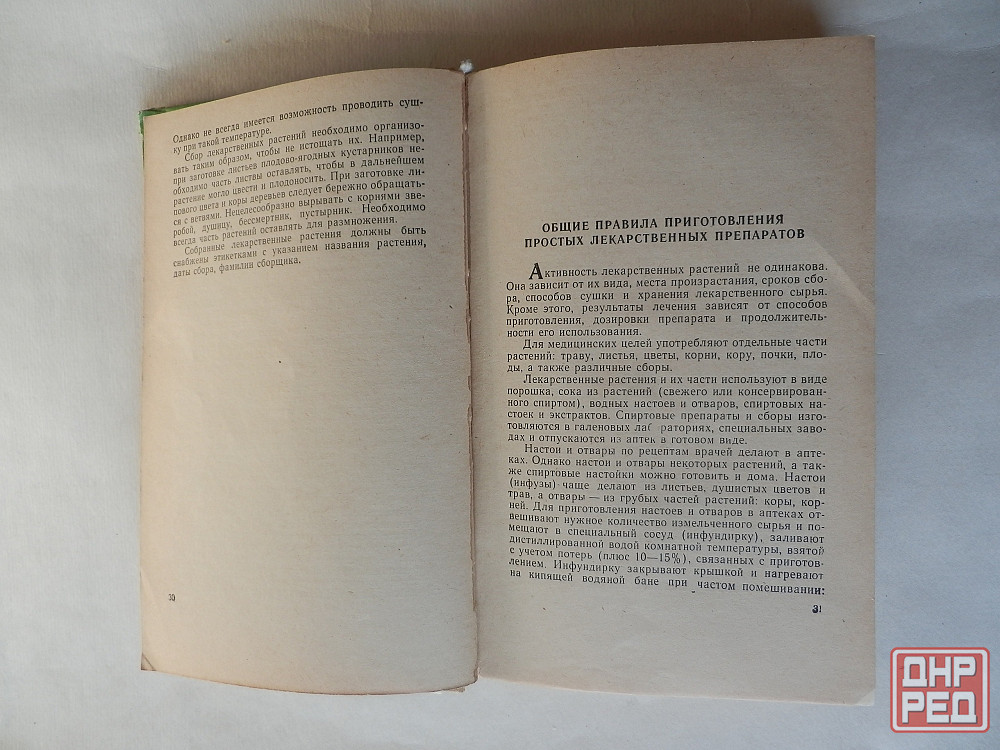 Однако не всегда имеется возможность проводить суш-
ку при такой температуре.
Сбор лекарственных растений необходимо организо-
вать таким образом, чтобы не истощать их. Например,
при заготовке листьев плодово-ягодных кустарников не-
обходимо часть листвы оставлять, чтобы в дальнейшем
растение могло цвести и плодоносить. При заготовке ли-
пового цвета и коры деревьев следует бережно обращать-
ся с ветвями. Нецелесообразно вырывать с корнями зве-
робой, душицу, бессмертник, пустырник. Необходимо
всегда часть растений оставлять для размножения.
Собранные лекарственные растения должны быть
снабжены этикетками с указанием названия растения,
даты сбора, фамилии сборщика.
30
ОБЩИЕ ПРАВИЛА ПРИГОТОВЛЕНИЯ
ПРОСТЫХ ЛЕКАРСТВЕННЫХ ПРЕПАРАТОВ
Активность лекарственных растений не одинакова.
Она зависит от их вида, места произрастания, сроков сбо-
ра, способов сушки и хранения лекарственного сырья.
Кроме этого, результаты лечения зависят от способов
приготовления, дозировки препарата и продолжитель-
ности его использования.
Для медицинских целей употребляют отдельные части
растений: траву, листья, цветы, корни, кору, почки, пло-
ды, а также различные сборы.
Лекарственные растения и их части используют в виде
порошка, сока из растений (свежего или консервирован-
ного спиртом), водных настоев и отваров, спиртовых на-
стоек и экстрактов. Спиртовые препараты и сборы изго-
товляются в галеновых лаб раториях, специальных заво-
дах и отпускаются из аптек в готовом виде.
Настои и отвары по рецептам врачей делают в апте-
ках. Однако настои и отвары некоторых растений, а так-
же спиртовые настойки можно готовить и дома. Настои
(инфузы) чаще делают из листьев, душистых цветов и
трав, а отвары — из грубых частей растений: коры, кор-
ней. Для приготовления настоев и отваров в аптеках от-
вешивают нужное количество измельченного сырья и по-
мещают в специальный сосуд (инфундирку), заливают
дистиллированной водой комнатной температуры, взятой
с учетом потерь (плюс 10—15%), связанных с приготов-
лением. Инфундирку закрывают крышкой и нагревают
на кипящей водяной бане при частом помешивании:
31
ДНР
РЕД